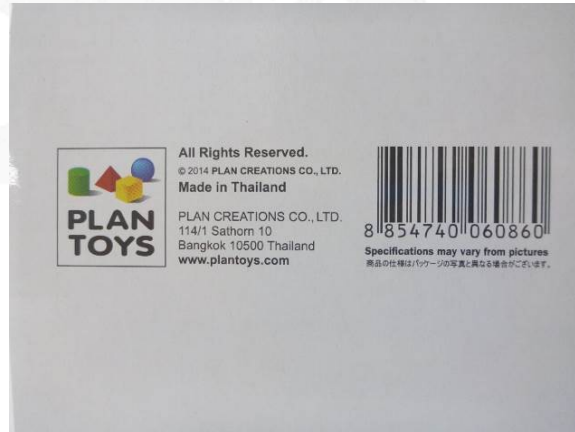 PLAN
TOYS
All Rights Reserved.
© 2014 PLAN CREATIONS CO., LTD.
Made in Thailand
PLAN CREATIONS CO., LTD.
114/1 Sathorn 10
Bangkok 10500 Thailand
www.plantoys.com
8 854740 060860
Specifications may vary from pictures
商品の仕様はパッケージの写真と異なる場合がございます。